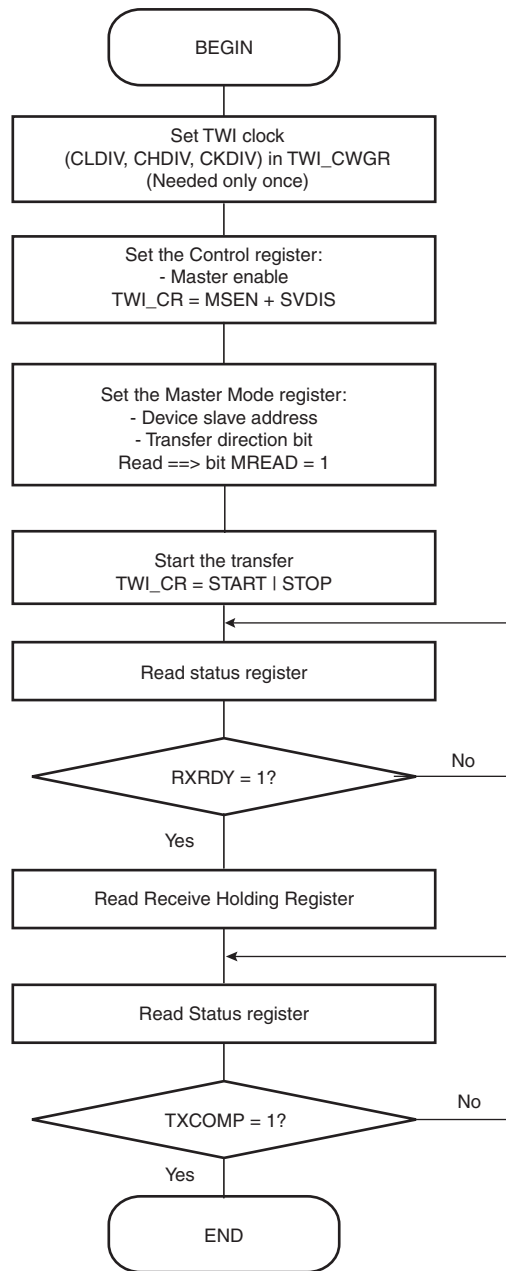 BEGIN
Set TWI clock
(CLDIV, CHDIV, CKDIV) in TWI_CWGR
(Needed only once)
Set the Control register:
- Master enable
TWI_CR = MSEN + SVDIS
Set the Master Mode register:
- Device slave address
- Transfer direction bit
Read ==> bit MREAD = 1
Start the transfer
TWI_CR = START | STOP
Read status register
RXRDY = 1?
No
Yes
Read Receive Holding Register
Read Status register
TXCOMP = 1?
No
Yes
END